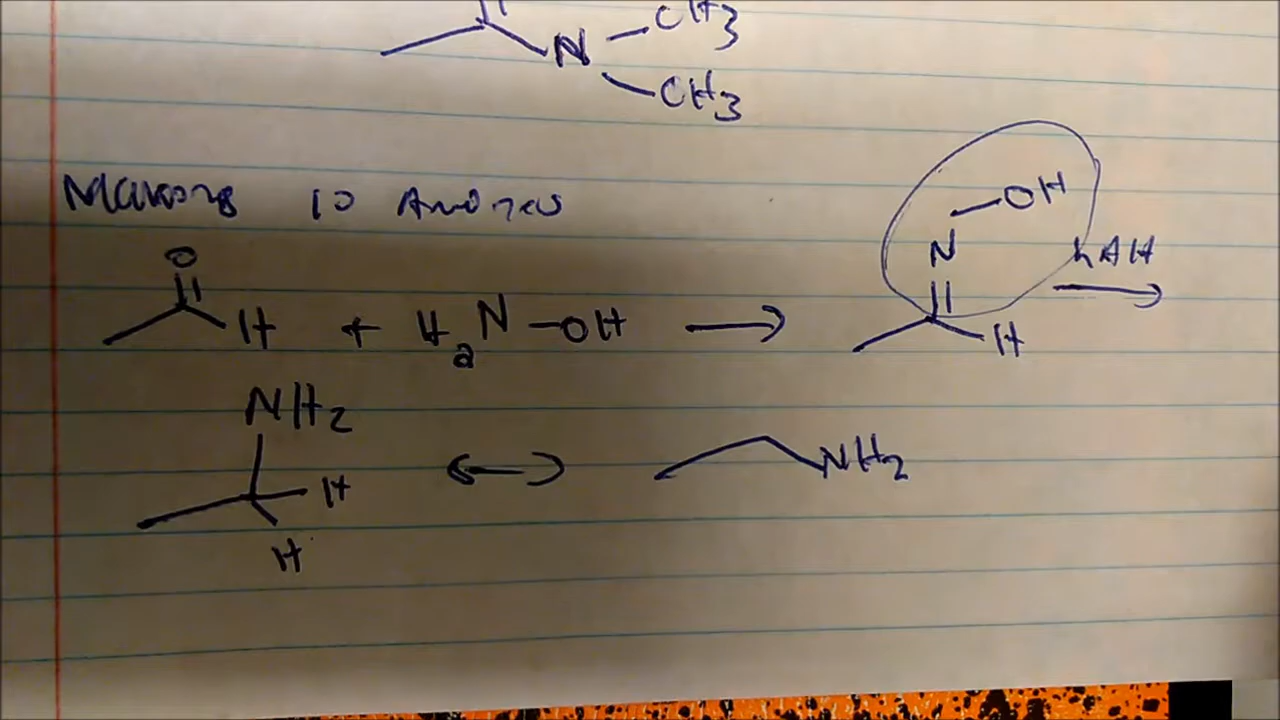 CH3
N
CH3
Making 1° Amines
O
H + H2N-OH → N-OH H LAH →
NH2
H ↔ NH2
H